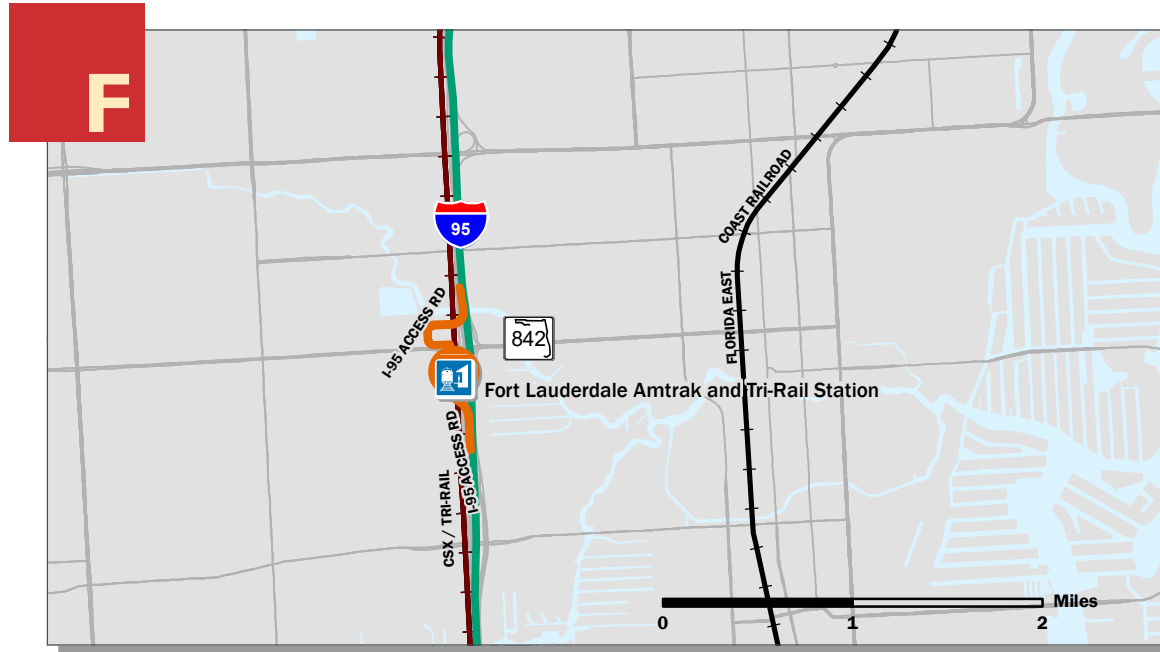 F
COAST RAILROAD
95
FLORIDA EAST
I-95 ACCESS RD
842
Fort Lauderdale Amtrak and Tri-Rail Station
I-95 ACCESS RD
CSX / TRI-RAIL
Miles
0 1 2